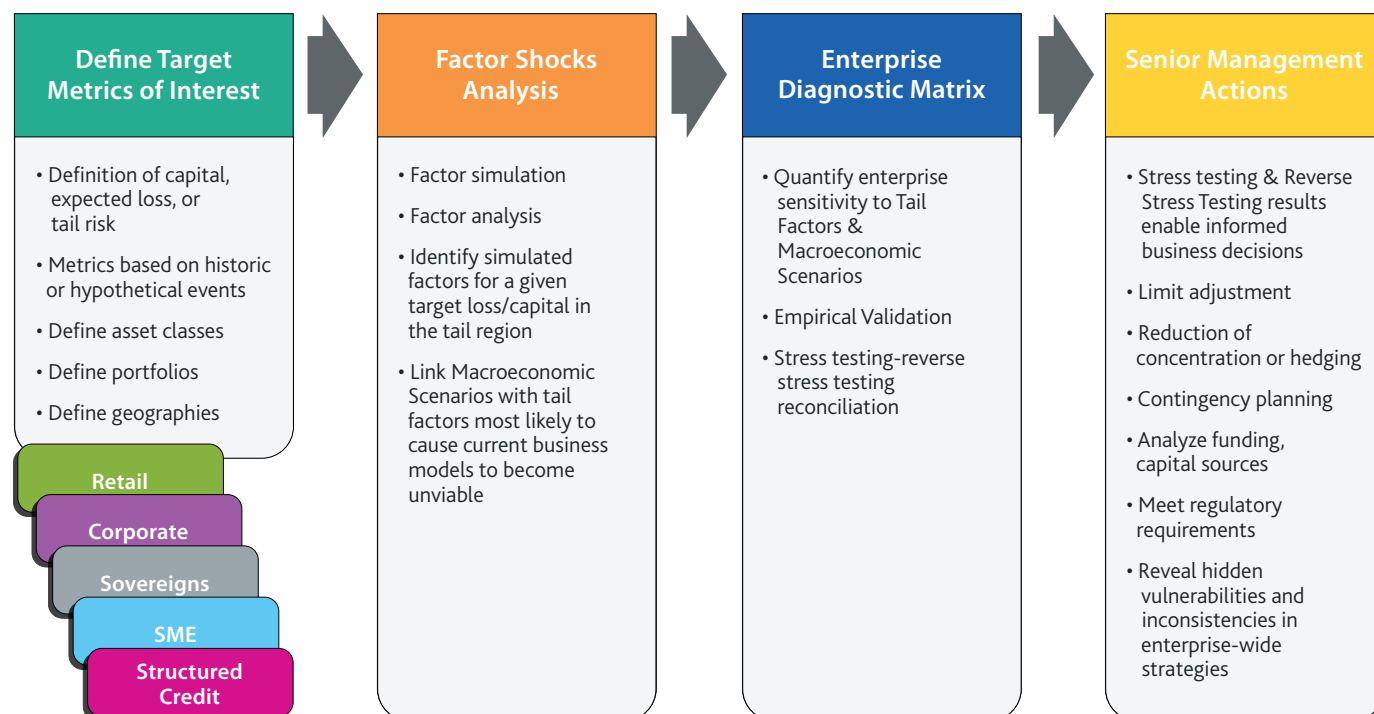 Define Target
Metrics of Interest
• Definition of capital,
expected loss, or
tail risk
• Metrics based on historic
or hypothetical events
• Define asset classes
• Define portfolios
• Define geographies
Retail
Corporate
Sovereigns
SME
Structured
Credit
Factor Shocks
Analysis
• Factor simulation
• Factor analysis
• Identify simulated
factors for a given
target loss/capital in
the tail region
• Link Macroeconomic
Scenarios with tail
factors most likely to
cause current business
models to become
unviable
Enterprise
Diagnostic Matrix
• Quantify enterprise
sensitivity to Tail
Factors &
Macroeconomic
Scenarios
• Empirical Validation
• Stress testing-reverse
stress testing
reconciliation
Senior Management
Actions
• Stress testing & Reverse
Stress Testing results
enable informed
business decisions
• Limit adjustment
• Reduction of
concentration or hedging
• Contingency planning
• Analyze funding,
capital sources
• Meet regulatory
requirements
• Reveal hidden
vulnerabilities and
inconsistencies in
enterprise-wide
strategies